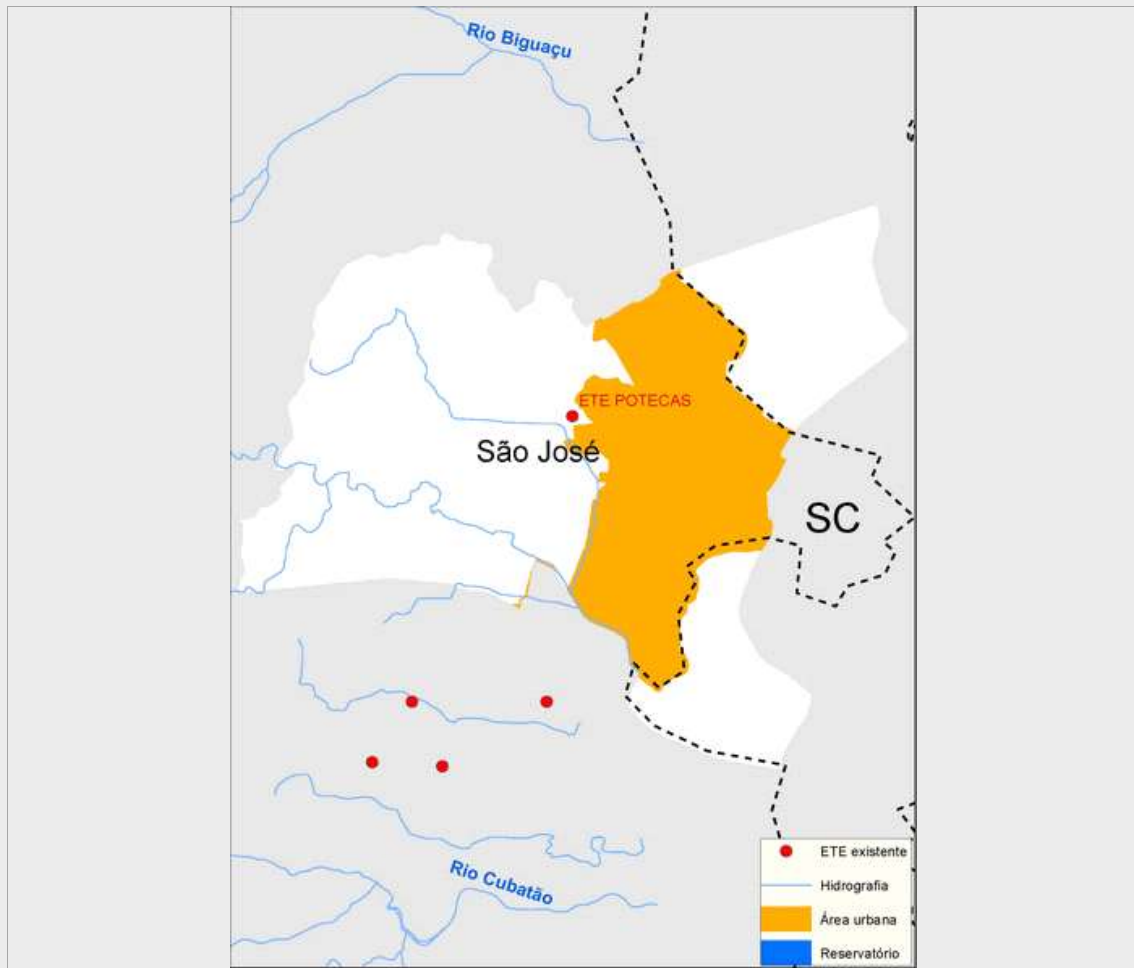 Rio Biguaçu
ETE POTECAS
São José
SC
Rio Cubatão
ETE existente
Hidrografia
Área urbana
Reservatório